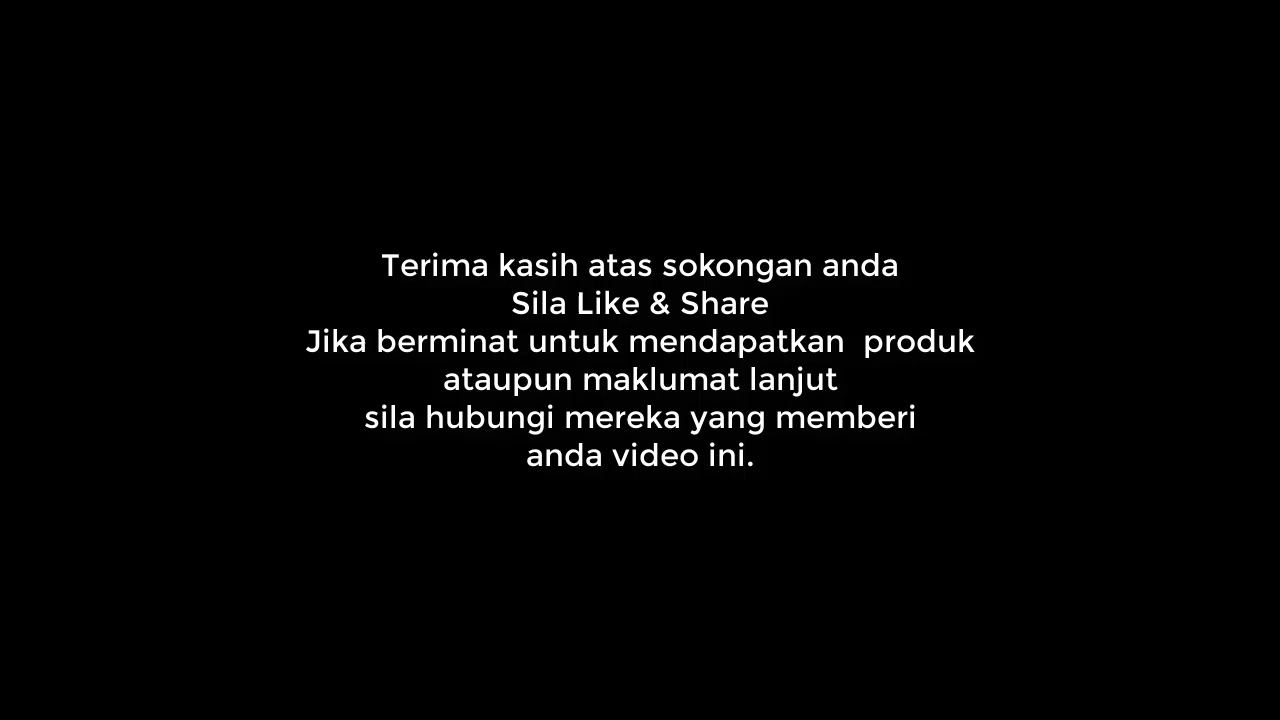 Terima kasih atas sokongan anda
Sila Like & Share
Jika berminat untuk mendapatkan  produk
ataupun maklumat lanjut
sila hubungi mereka yang memberi
anda video ini.